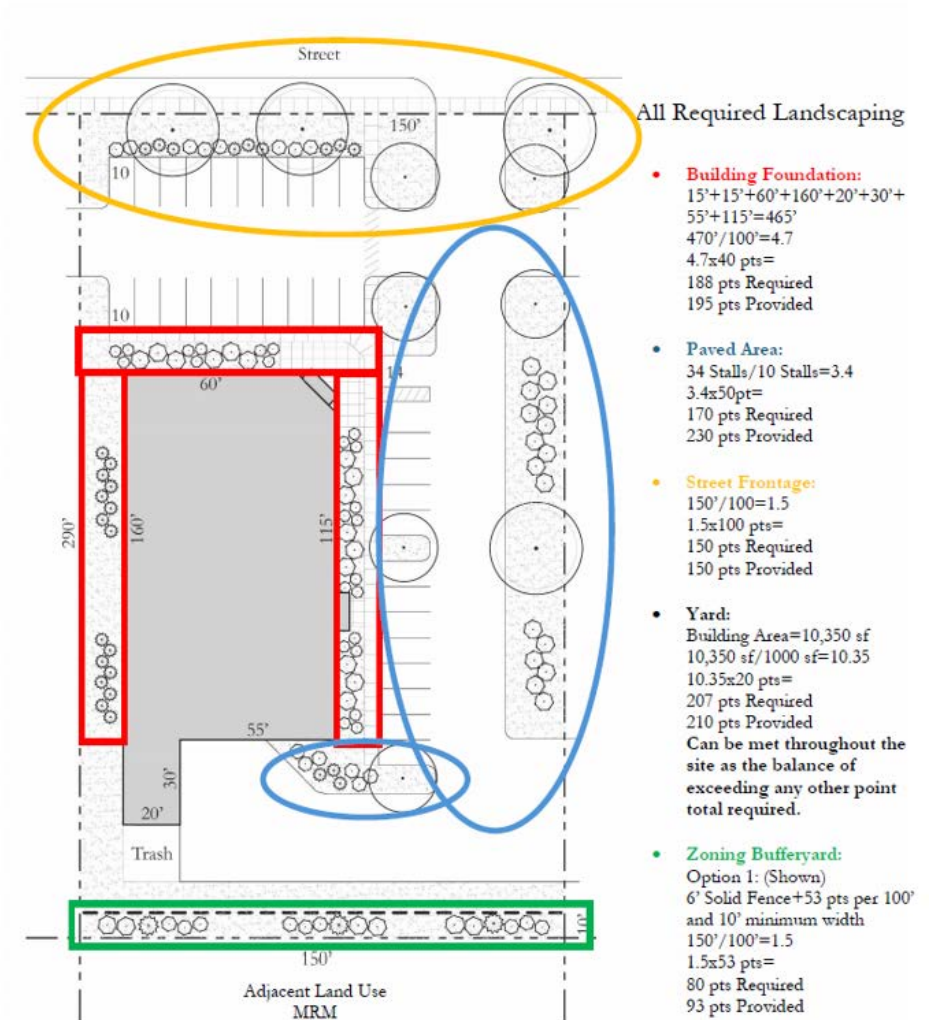 Street
All Required Landscaping
150'
10
• Building Foundation:
15'+15'+60'+160'+20'+30'+
55'+115'=465'
470'/100'=4.7
4.7x40 pts=
188 pts Required
195 pts Provided
10
60'
14
• Paved Area:
34 Stalls/10 Stalls=3.4
3.4x50pt=
170 pts Required
230 pts Provided
• Street Frontage:
150'/100=1.5
1.5x100 pts=
150 pts Required
150 pts Provided
290'
160'
115'
• Yard:
Building Area=10,350 sf
10,350 sf/1000 sf=10.35
10.35x20 pts=
207 pts Required
210 pts Provided
Can be met throughout the
site as the balance of
exceeding any other point
total required.
55'
30'
20'
Trash
• Zoning Bufferyard:
Option 1: (Shown)
6' Solid Fence+53 pts per 100'
and 10' minimum width
150'/100'=1.5
1.5x53 pts=
80 pts Required
93 pts Provided
10'
150'
Adjacent Land Use
MRM